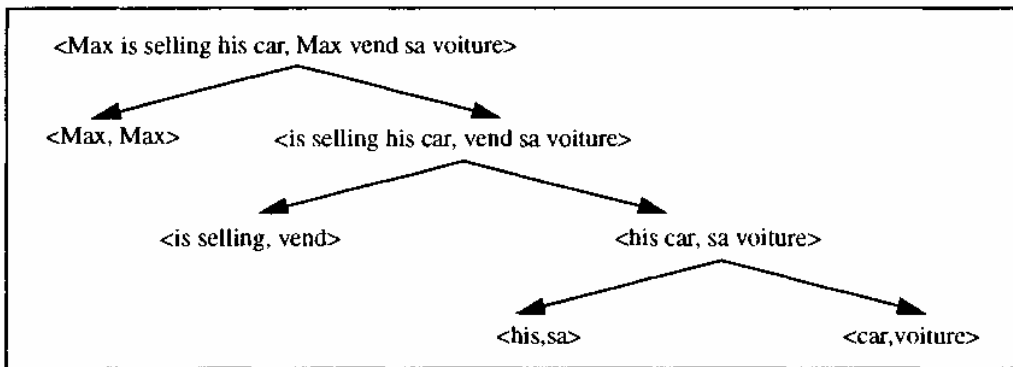 <Max is selling his car, Max vend sa voiture>
<Max, Max> <is selling his car, vend sa voiture>
<is selling, vend> <his car, sa voiture>
<his,sa> <car,voiture>